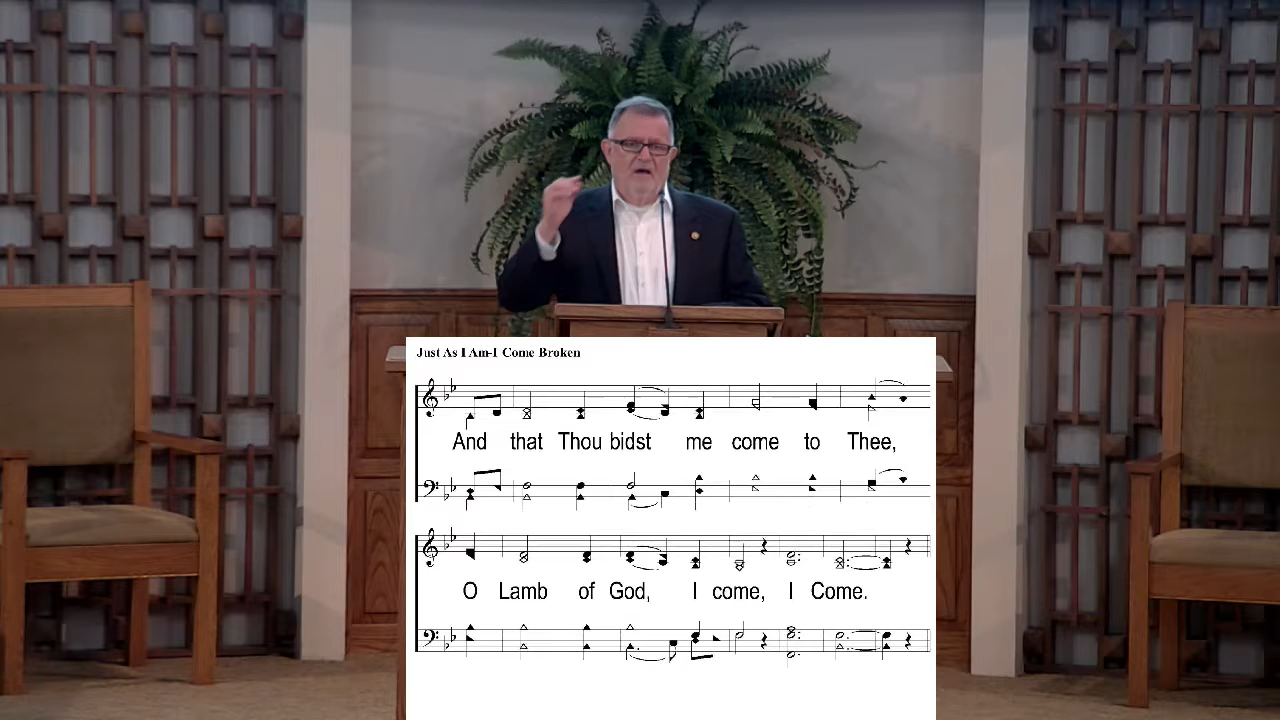 Just As I Am-I Come Broken
And that Thou bidst me come to Thee,
O Lamb of God, I come, I Come.